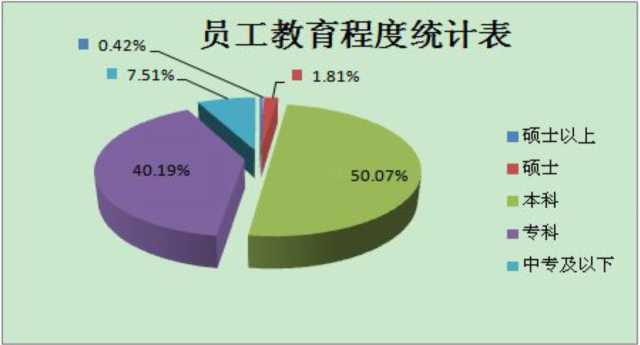 员工教育程度统计表
0.42%
7.51%
1.81%
40.19%
50.07%
硕士以上
硕士
本科
专科
中专及以下